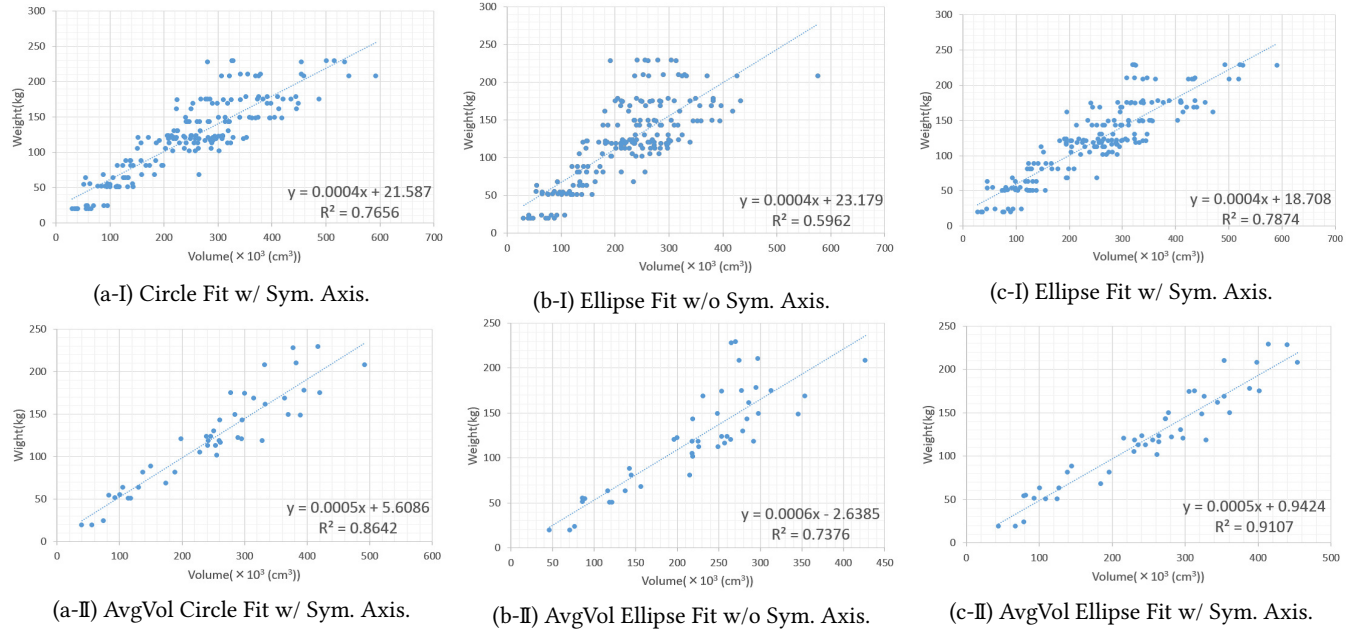 300
250
200
150
100
50
0
Weight(kg)
y = 0.0004x + 21.587
R² = 0.7656
0 100 200 300 400 500 600 700
Volume(×10³ (cm³))
(a-I) Circle Fit w/ Sym. Axis.
300
250
200
150
100
50
0
Weight(kg)
y = 0.0004x + 23.179
R² = 0.5962
0 100 200 300 400 500 600 700
Volume(×10³ (cm³))
(b-I) Ellipse Fit w/o Sym. Axis.
300
250
200
150
100
50
0
Weight(kg)
y = 0.0004x + 18.708
R² = 0.7874
0 100 200 300 400 500 600 700
Volume(×10³ (cm³))
(c-I) Ellipse Fit w/ Sym. Axis.
250
200
150
100
50
0
Weight(kg)
y = 0.0005x + 5.6086
R² = 0.8642
0 100 200 300 400 500 600
Volume(×10³ (cm³))
(a-II) AvgVol Circle Fit w/ Sym. Axis.
250
200
150
100
50
0
Weight(kg)
y = 0.0006x - 2.6385
R² = 0.7376
0 50 100 150 200 250 300 350 400 450
Volume(×10³ (cm³))
(b-II) AvgVol Ellipse Fit w/o Sym. Axis.
250
200
150
100
50
0
Weight(kg)
y = 0.0005x + 0.9424
R² = 0.9107
0 100 200 300 400 500
Volume(×10³ (cm³))
(c-II) AvgVol Ellipse Fit w/ Sym. Axis.